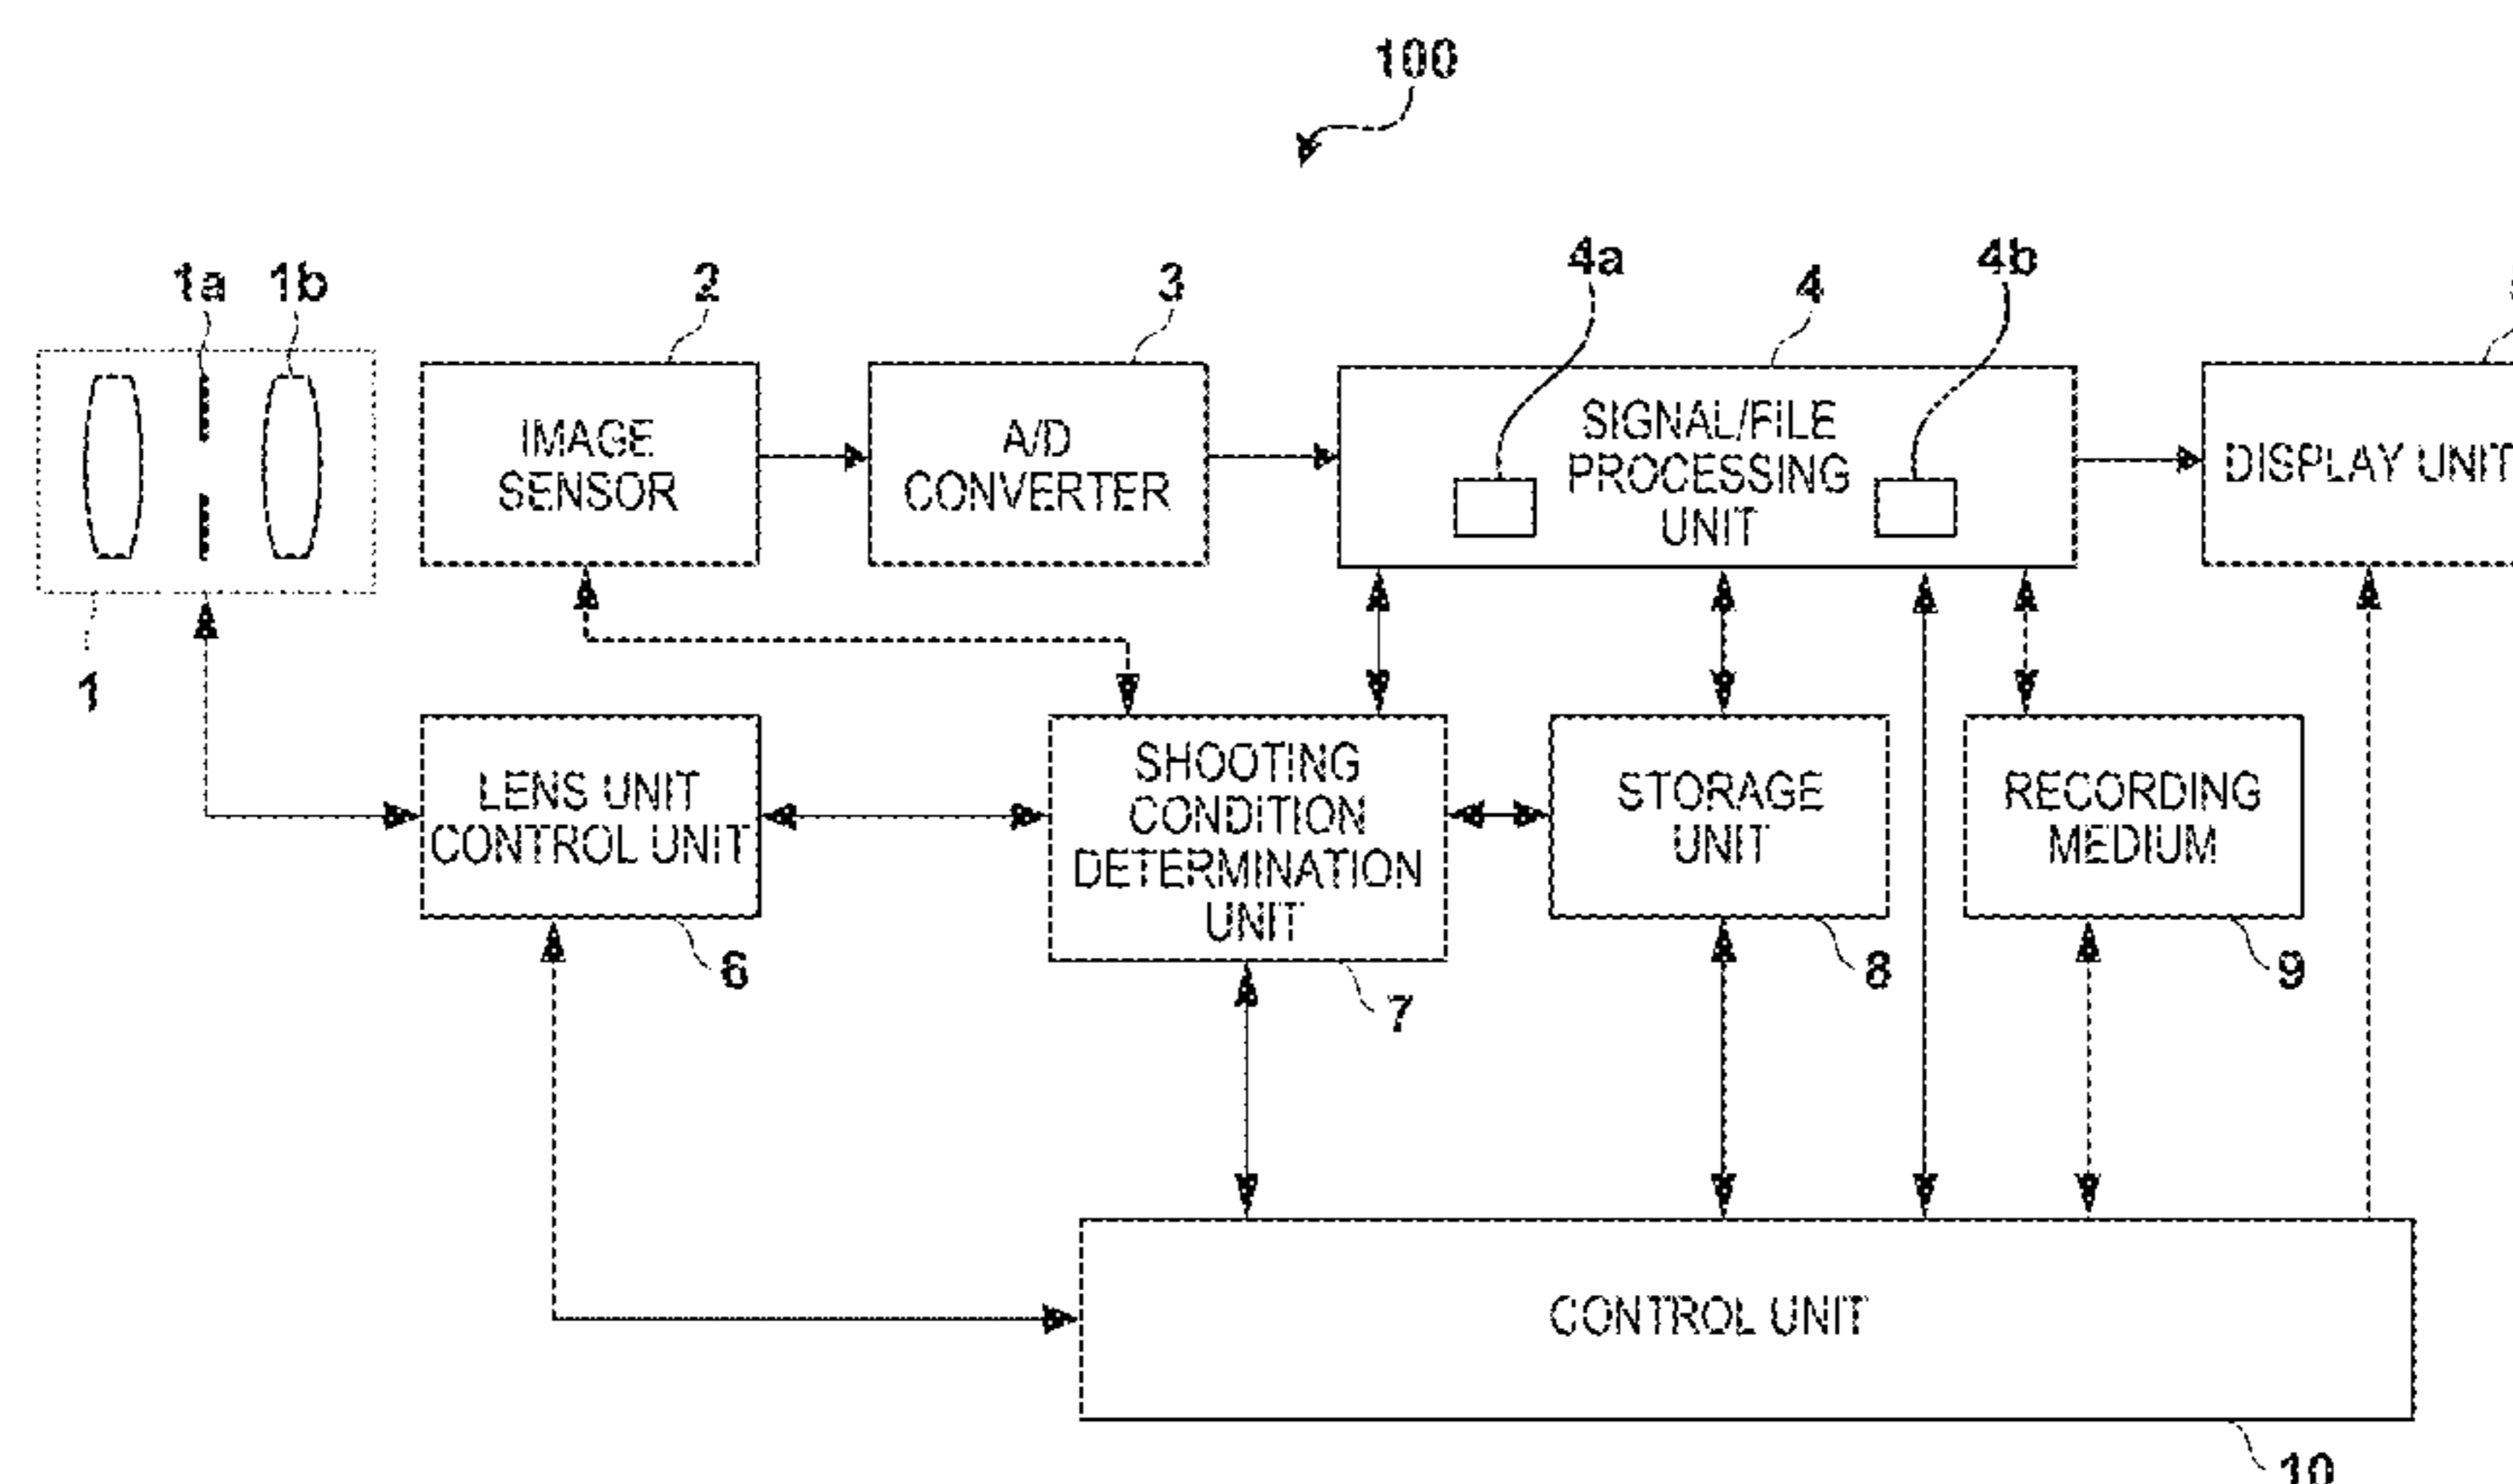 100
1a 1b 2 3 4a 4 4b
IMAGE
SENSOR
A/D
CONVERTER
SIGNAL/FILE
PROCESSING
UNIT
DISPLAY UNIT
1
LENS UNIT
CONTROL UNIT
SHOOTING
CONDITION
DETERMINATION
UNIT
STORAGE
UNIT
RECORDING
MEDIUM
6
7
8
9
CONTROL UNIT
10